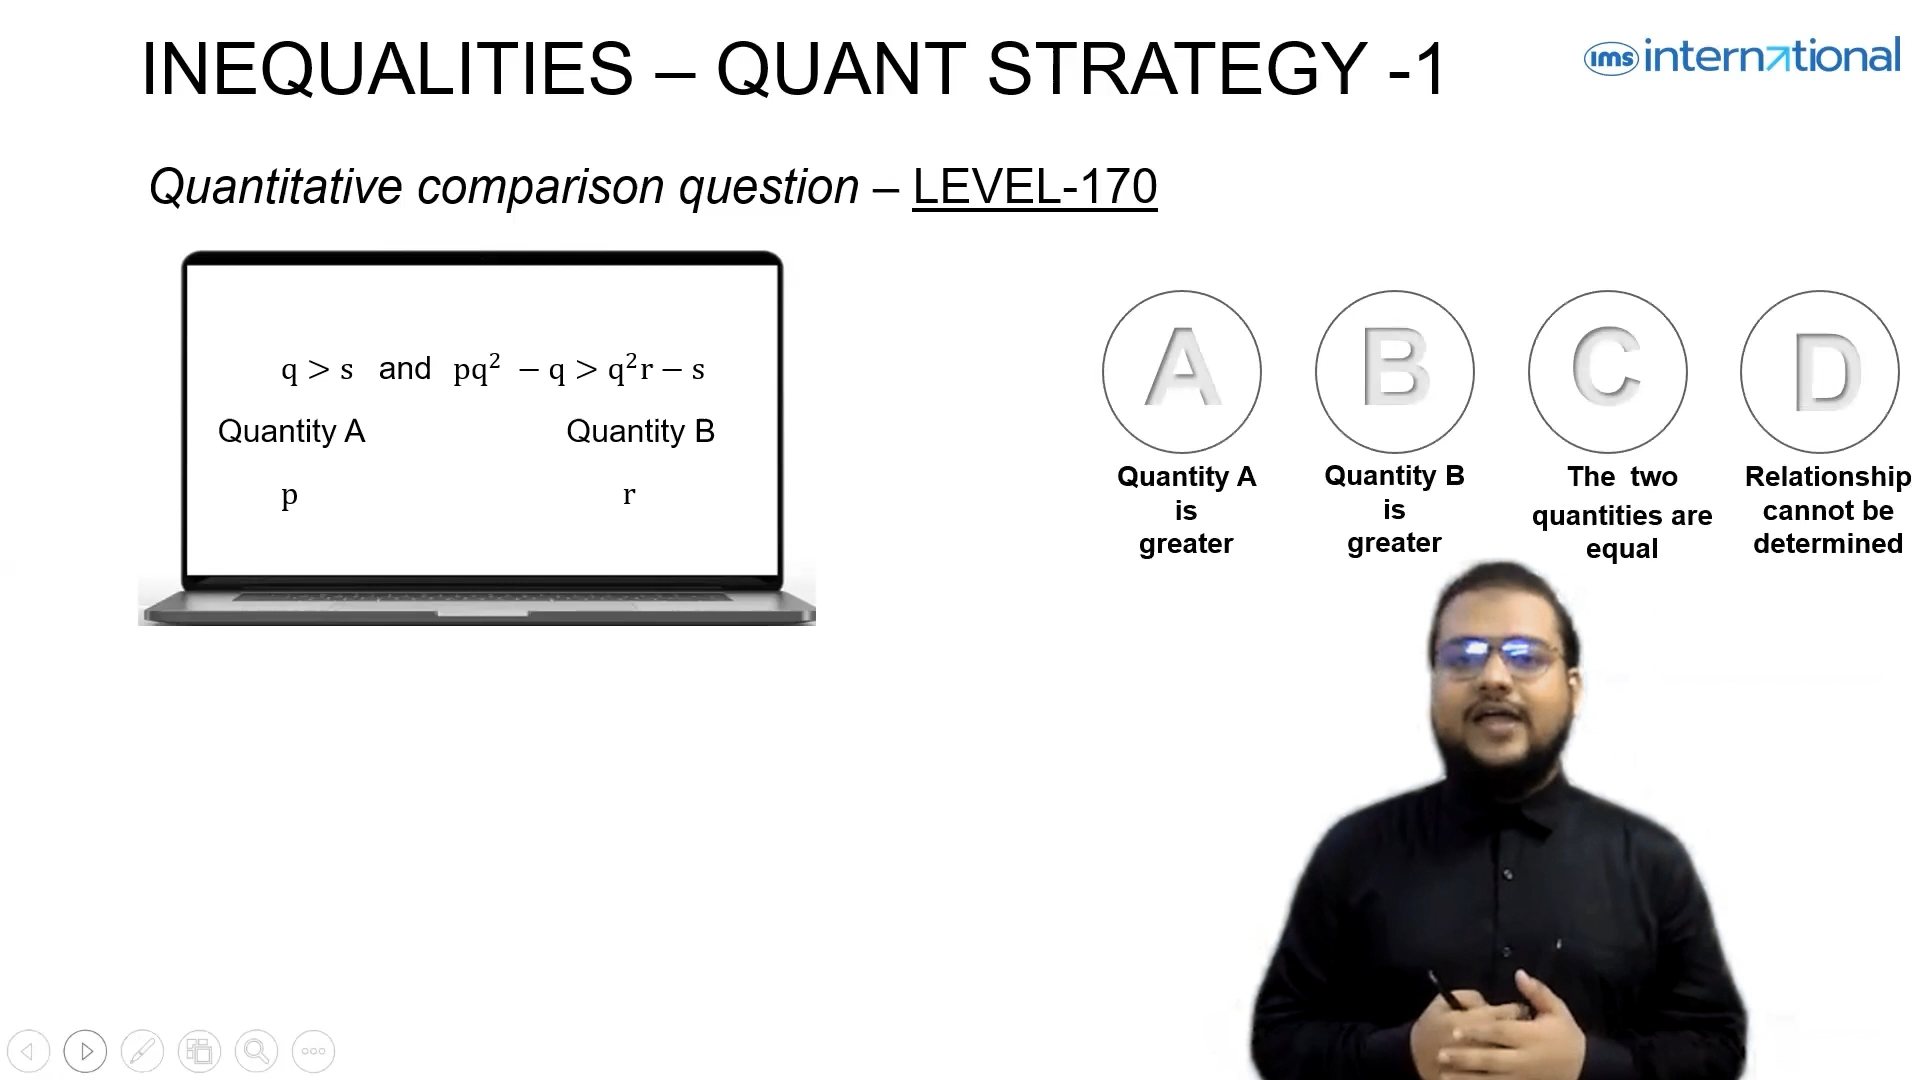 INEQUALITIES – QUANT STRATEGY -1
ims international
Quantitative comparison question – LEVEL-170
q > s and pq² − q > q²r − s
Quantity A Quantity B
p r
A B C D
Quantity A
is
greater
Quantity B
is
greater
The two
quantities are
equal
Relationship
cannot be
determined